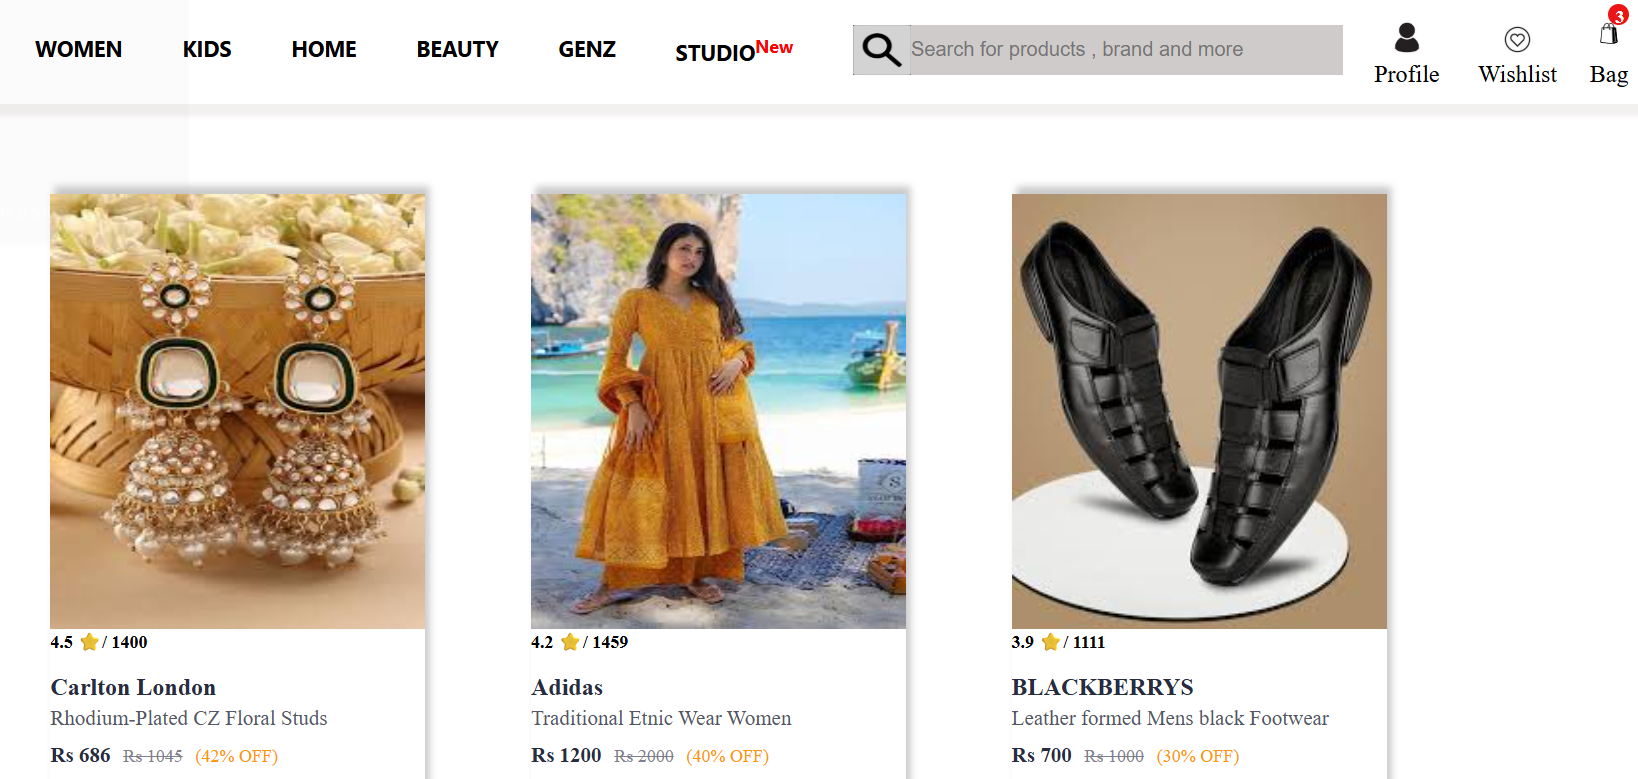 WOMEN KIDS HOME BEAUTY GENZ STUDIONew Search for products , brand and more Profile Wishlist 3 Bag
4.5 ⭐ / 1400
Carlton London
Rhodium-Plated CZ Floral Studs
Rs 686 Rs 1045 (42% OFF)
4.2 ⭐ / 1459
Adidas
Traditional Etnic Wear Women
Rs 1200 Rs 2000 (40% OFF)
3.9 ⭐ / 1111
BLACKBERRYS
Leather formed Mens black Footwear
Rs 700 Rs 1000 (30% OFF)